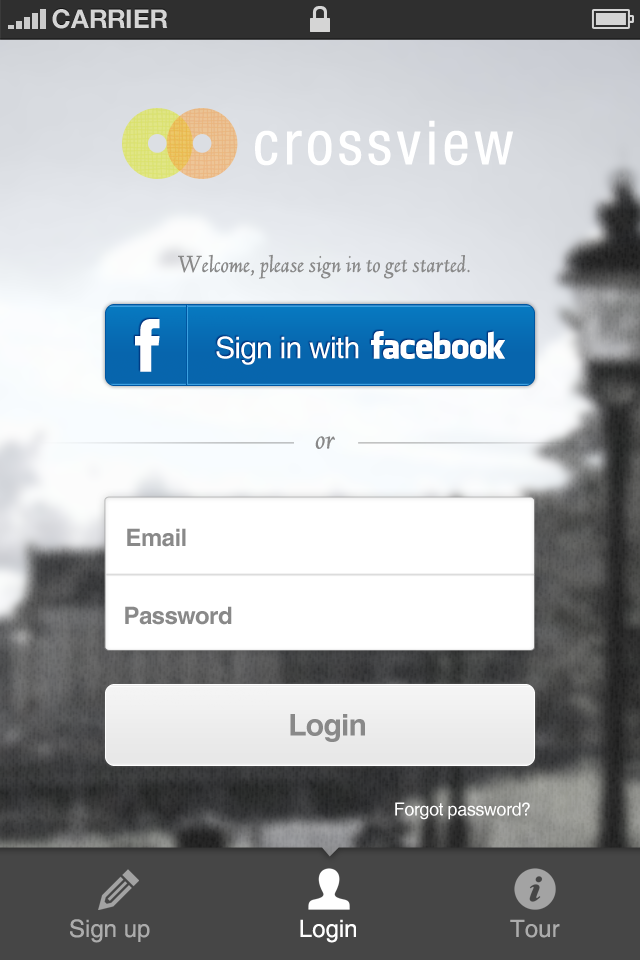 CARRIER
crossview
Welcome, please sign in to get started.
f Sign in with facebook
or
Email
Password
Login
Forgot password?
Sign up Login Tour